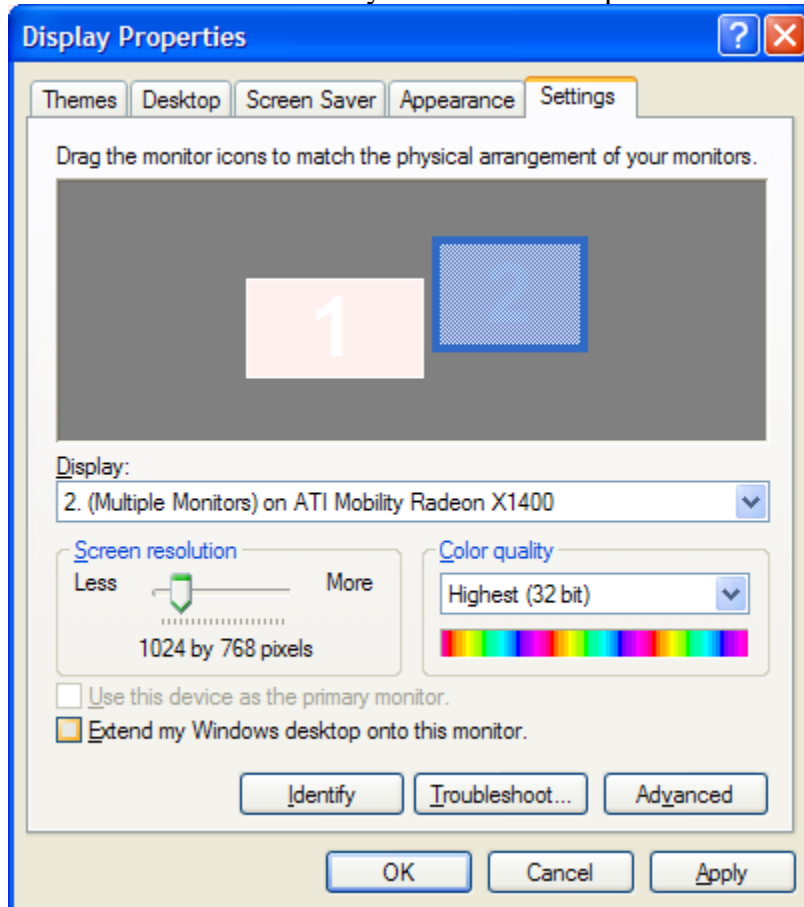 Display Properties
Themes Desktop Screen Saver Appearance Settings
Drag the monitor icons to match the physical arrangement of your monitors.
1 2
Display:
2. (Multiple Monitors) on ATI Mobility Radeon X1400
Screen resolution Color quality
Less More Highest (32 bit)
1024 by 768 pixels
Use this device as the primary monitor.
Extend my Windows desktop onto this monitor.
Identify Troubleshoot... Advanced
OK Cancel Apply